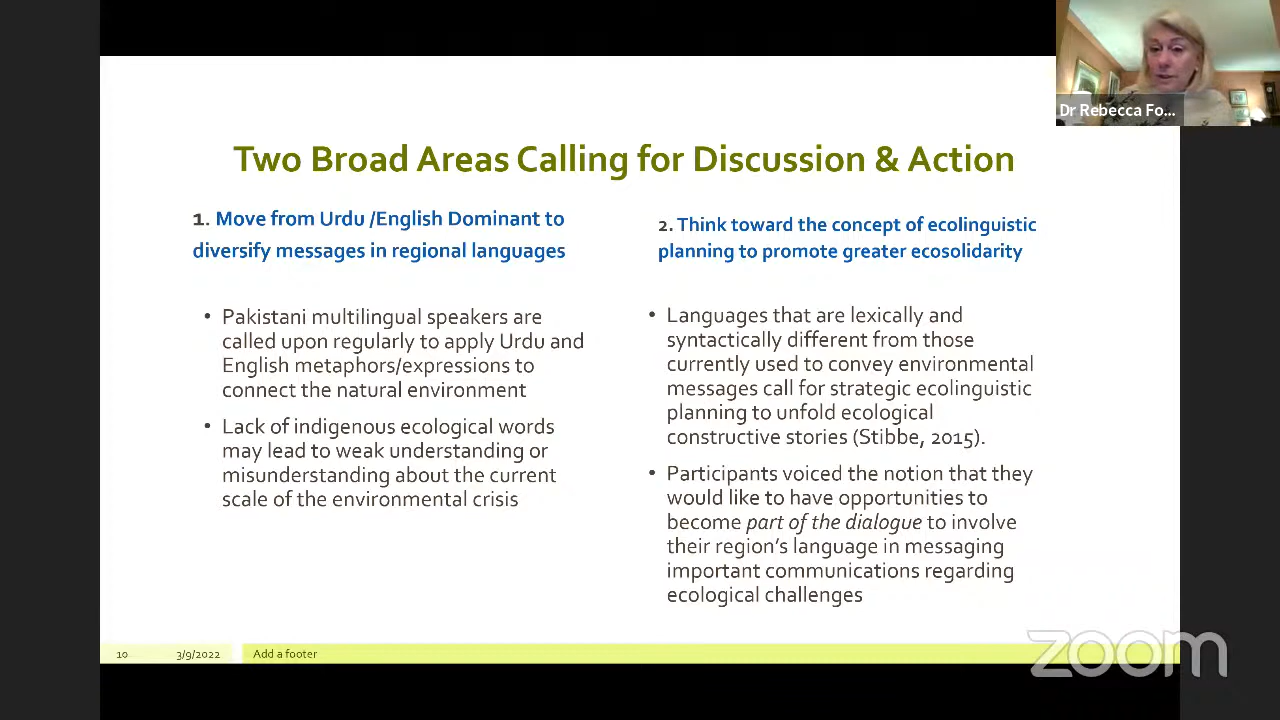 Dr Rebecca Fo...
Two Broad Areas Calling for Discussion & Action
1. Move from Urdu /English Dominant to
diversify messages in regional languages
• Pakistani multilingual speakers are
called upon regularly to apply Urdu and
English metaphors/expressions to
connect the natural environment
• Lack of indigenous ecological words
may lead to weak understanding or
misunderstanding about the current
scale of the environmental crisis
2. Think toward the concept of ecolinguistic
planning to promote greater ecosolidarity
• Languages that are lexically and
syntactically different from those
currently used to convey environmental
messages call for strategic ecolinguistic
planning to unfold ecological
constructive stories (Stibbe, 2015).
• Participants voiced the notion that they
would like to have opportunities to
become part of the dialogue to involve
their region's language in messaging
important communications regarding
ecological challenges
10 3/9/2022 Add a footer
zoom